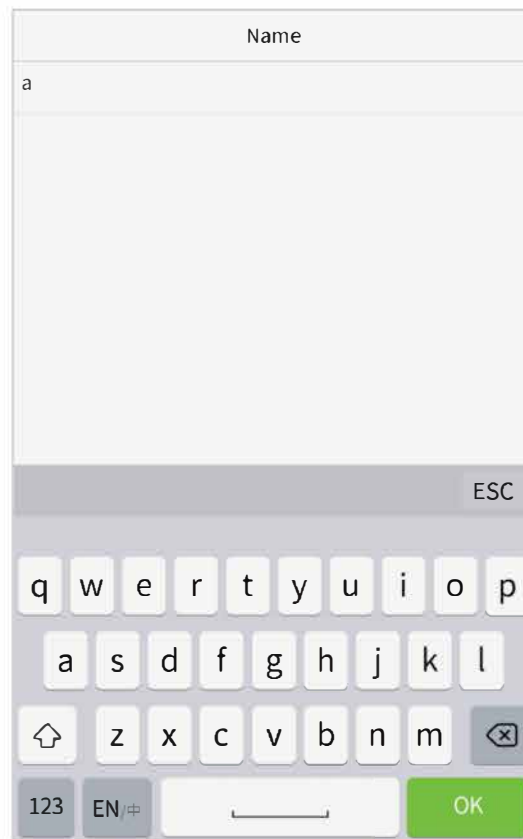 Name
a
ESC
q w e r t y u i o p
a s d f g h j k l
z x c v b n m
123 EN/中 OK